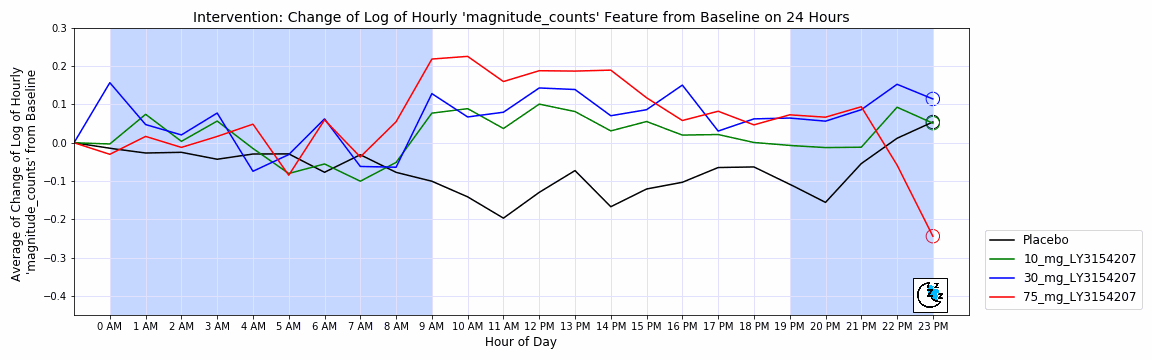 Intervention: Change of Log of Hourly 'magnitude_counts' Feature from Baseline on 24 Hours
Average of Change of Log of Hourly
'magnitude_counts' from Baseline
0.3
0.2
0.1
0.0
−0.1
−0.2
−0.3
−0.4
0 AM 1 AM 2 AM 3 AM 4 AM 5 AM 6 AM 7 AM 8 AM 9 AM 10 AM 11 AM 12 PM 13 PM 14 PM 15 PM 16 PM 17 PM 18 PM 19 PM 20 PM 21 PM 22 PM 23 PM
Hour of Day
Placebo
10_mg_LY3154207
30_mg_LY3154207
75_mg_LY3154207